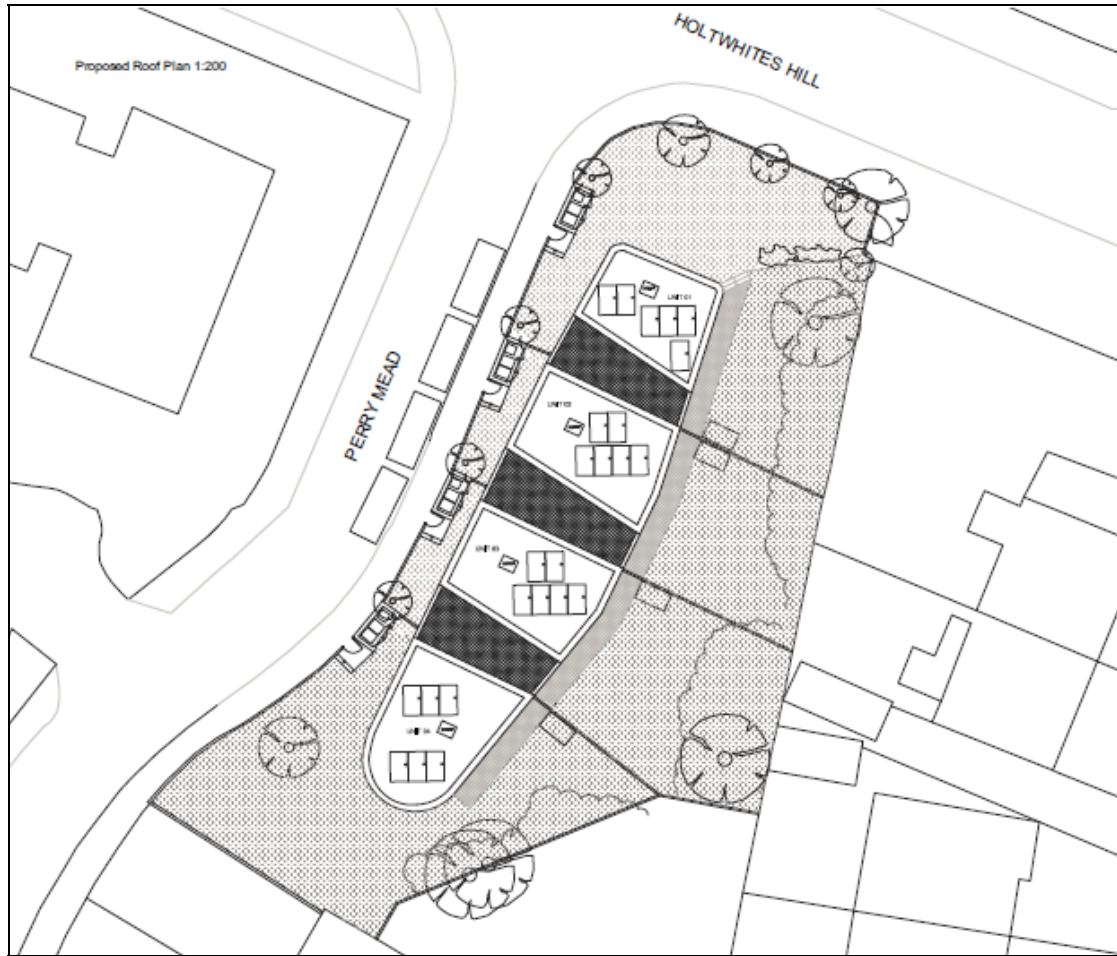 HOLTWHITES HILL
Proposed Roof Plan 1:200
UNIT 01
PERRY MEAD
UNIT 02
UNIT 03
UNIT 04